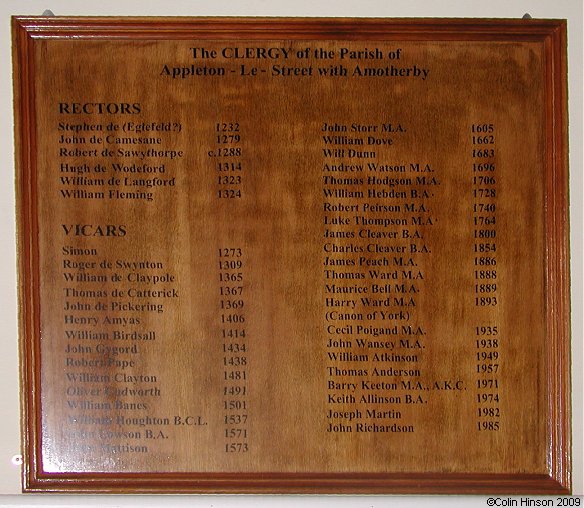 The CLERGY of the Parish of
Appleton - Le - Street with Amotherby
RECTORS
Stephen de (Eglefeld?) 1232
John de Camesane 1279
Robert de Sawythorpe c.1288
Hugh de Wodeford 1314
William de Langford 1323
William Fleming 1324
VICARS
Simon 1273
Roger de Swynton 1309
William de Claypole 1365
Thomas de Catterick 1367
John de Pickering 1369
Henry Amyas 1406
William Birdsall 1414
John Gygord 1434
Robert Pape 1438
William Clayton 1481
Oliver Cudworth 1491
William Banes 1501
William Houghton B.C.L. 1537
Lowson B.A. 1571
Mattison 1573
John Storr M.A. 1605
William Dove 1662
Will Dunn 1683
Andrew Watson M.A. 1696
Thomas Hodgson M.A. 1706
William Hebden B.A. 1728
Robert Peirson M.A. 1740
Luke Thompson M.A. 1764
James Cleaver B.A. 1800
Charles Cleaver B.A. 1854
James Peach M.A. 1886
Thomas Ward M.A 1888
Maurice Bell M.A. 1889
Harry Ward M.A 1893
(Canon of York)
Cecil Poigand M.A. 1935
John Wansey M.A. 1938
William Atkinson 1949
Thomas Anderson 1957
Barry Keeton M.A., A.K.C. 1971
Keith Allinson B.A. 1974
Joseph Martin 1982
John Richardson 1985
©Colin Hinson 2009